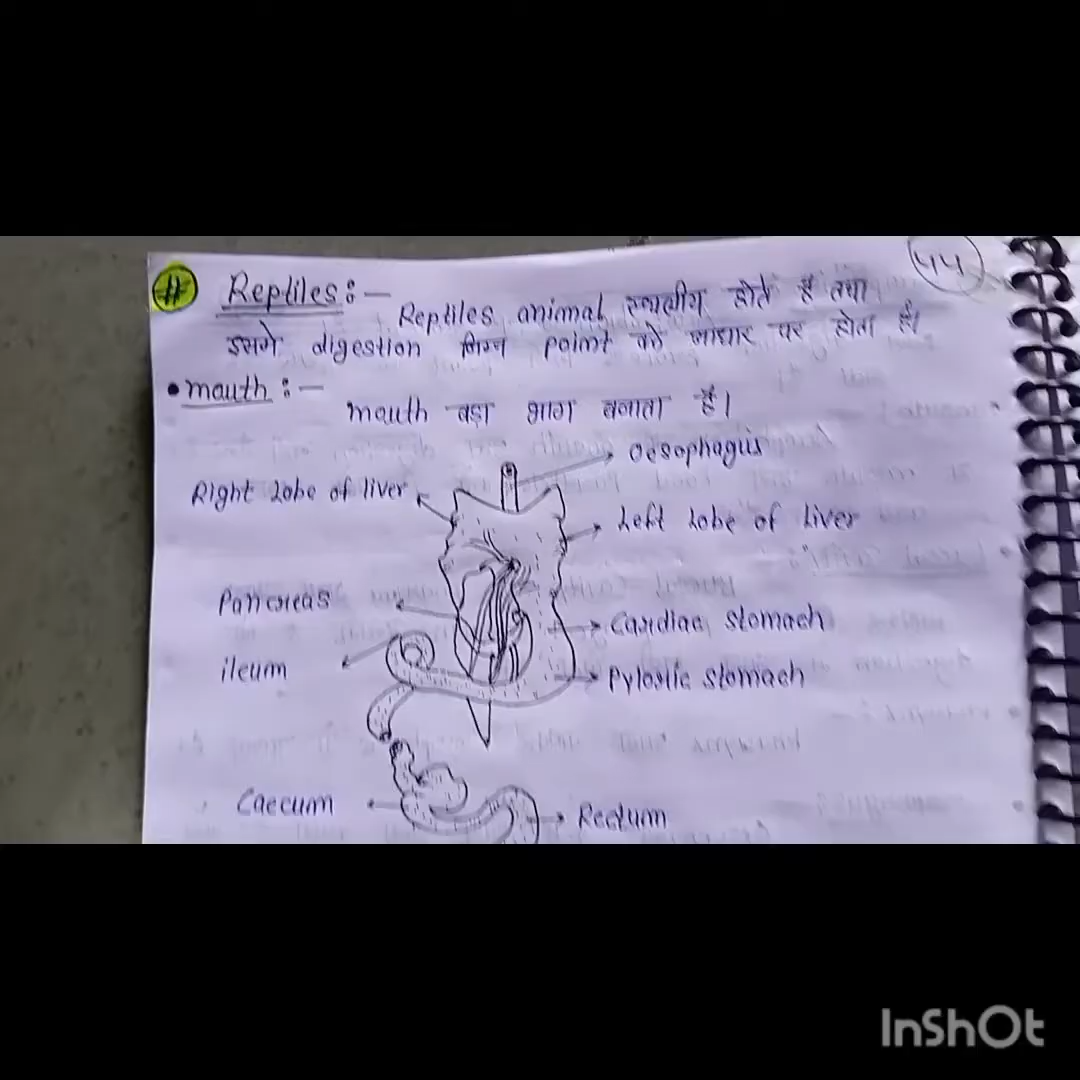 ५५
# Reptiles :-
Reptiles animal स्थलीय होते हैं तथा
इसमे digestion निम्न point के आधार पर होता है।
• mouth :-
mouth बड़ा भाग बनाता है।
Oesophagus
Right Lobe of liver
Left Lobe of Liver
Pancreas
Cardiac stomach
ileum
Pyloric stomach
Caecum
Rectum
InShOt